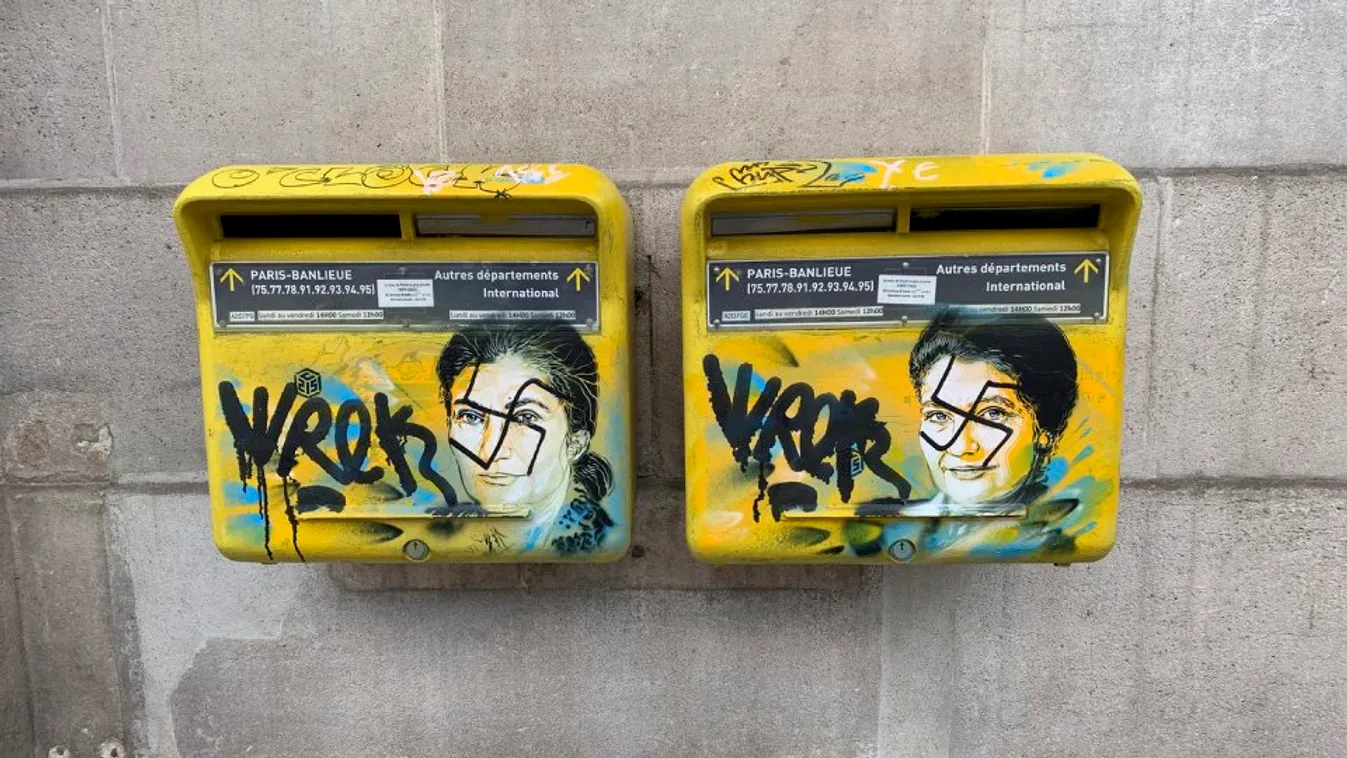 PARIS-BANLIEUE
(75.77.78.91.92.93.94.95)
Autres départements
International
Lundi au vendredi 14H00 Samedi 12h00
Lundi au vendredi 14H00 Samedi 12h00
Wrek
PARIS-BANLIEUE
(75.77.78.91.92.93.94.95)
Autres départements
International
Lundi au vendredi 14H00 Samedi 12h00
Lundi au vendredi 14H00 Samedi 12h00
Wrek